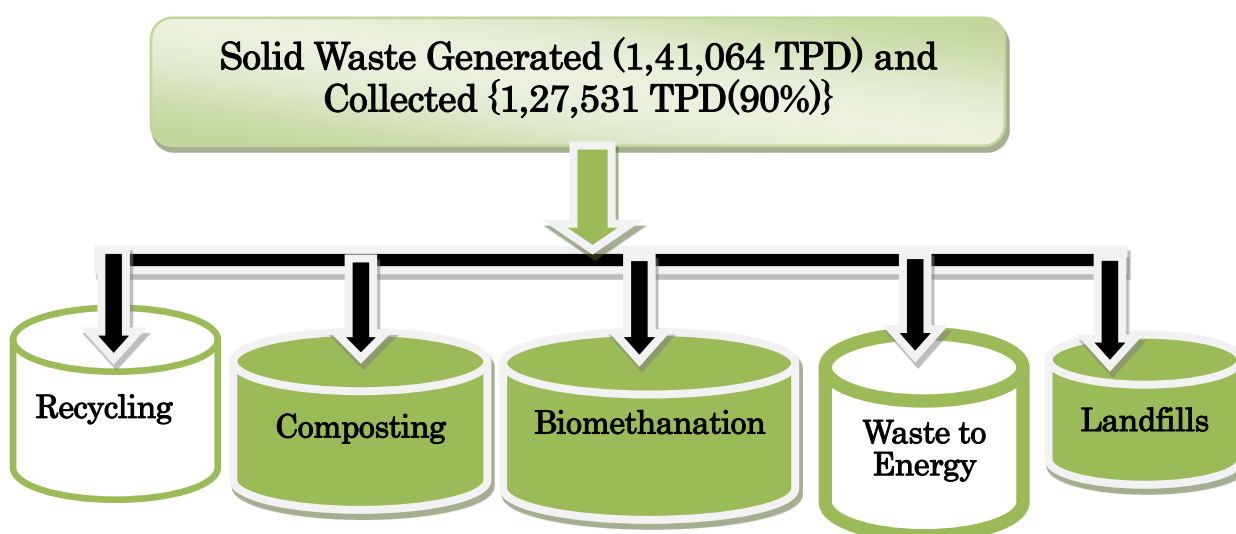 Solid Waste Generated (1,41,064 TPD) and
Collected {1,27,531 TPD(90%)}
Recycling
Composting
Biomethanation
Waste to
Energy
Landfills